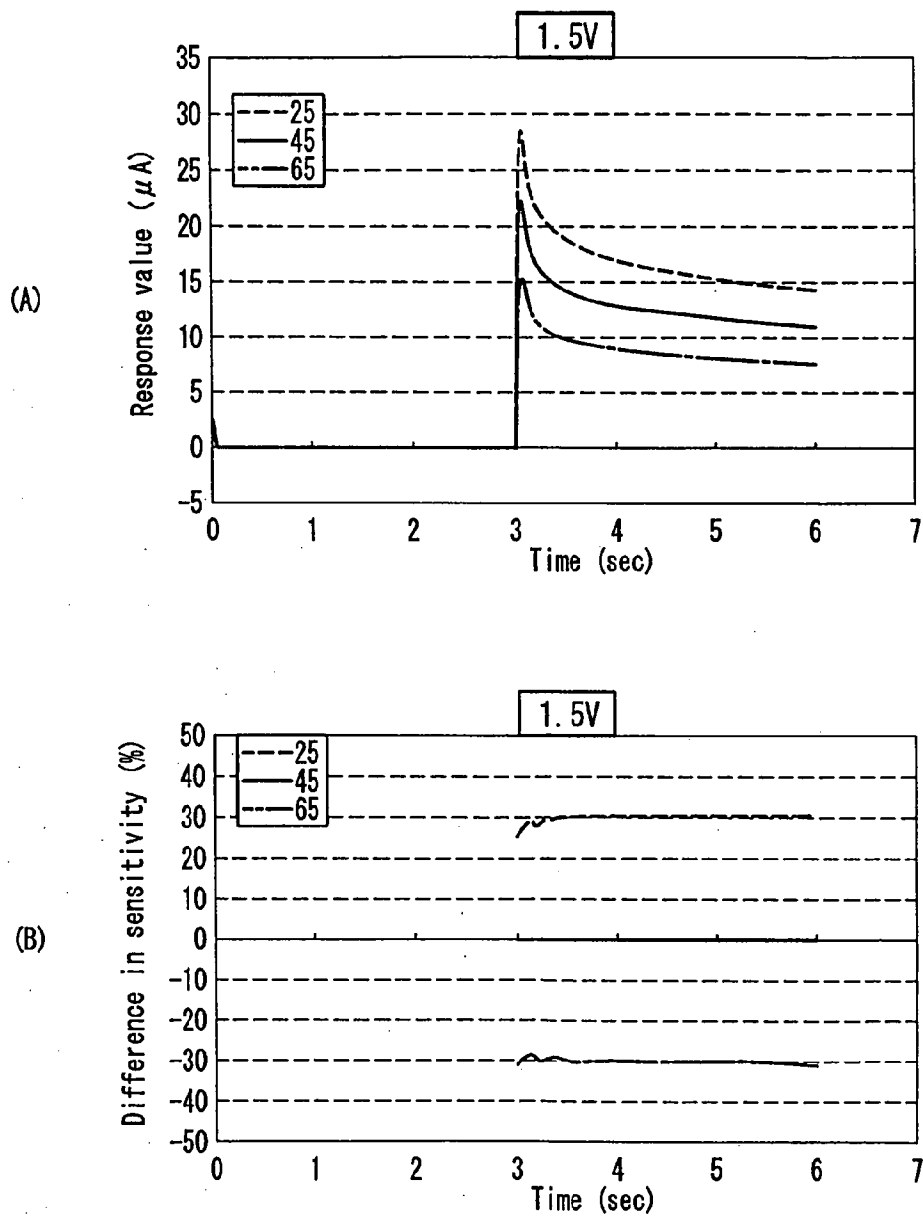 (A)
1.5V
Response value (μA)
35
30
25
20
15
10
5
0
-5
25
45
65
0 1 2 3 4 5 6 7
Time (sec)
(B)
1.5V
Difference in sensitivity (%)
50
40
30
20
10
0
-10
-20
-30
-40
-50
25
45
65
0 1 2 3 4 5 6 7
Time (sec)